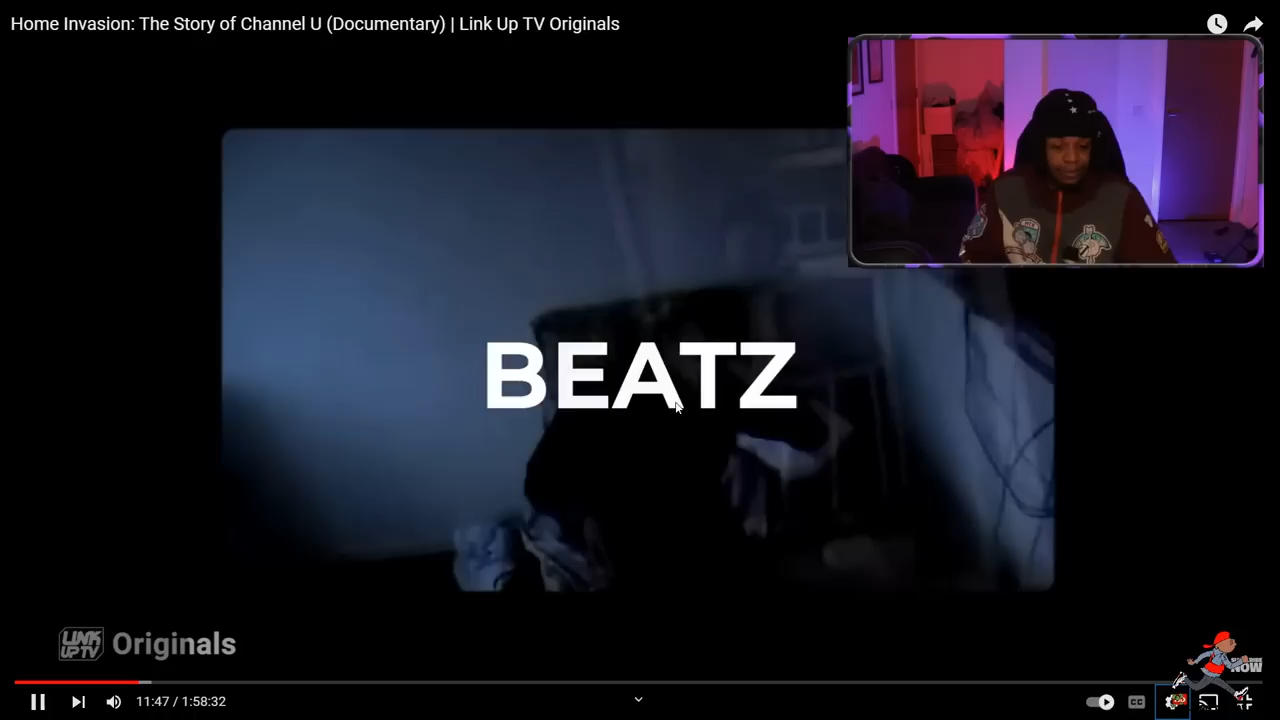 Home Invasion: The Story of Channel U (Documentary) | Link Up TV Originals
BEATZ
LINK
UP TV
Originals
NOW
11:47 / 1:58:32
CC